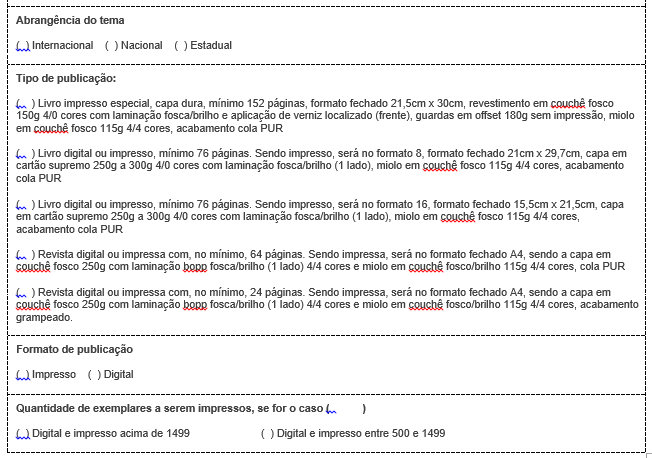 Abrangência do tema
( ) Internacional ( ) Nacional ( ) Estadual
Tipo de publicação:
( ) Livro impresso especial, capa dura, mínimo 152 páginas, formato fechado 21,5cm x 30cm, revestimento em couchê fosco
150g 4/0 cores com laminação fosca/brilho e aplicação de verniz localizado (frente), guardas em offset 180g sem impressão, miolo
em couchê fosco 115g 4/4 cores, acabamento cola PUR
( ) Livro digital ou impresso, mínimo 76 páginas. Sendo impresso, será no formato 8, formato fechado 21cm x 29,7cm, capa em
cartão supremo 250g a 300g 4/0 cores com laminação fosca/brilho (1 lado), miolo em couchê fosco 115g 4/4 cores, acabamento
cola PUR
( ) Livro digital ou impresso, mínimo 76 páginas. Sendo impresso, será no formato 16, formato fechado 15,5cm x 21,5cm, capa
em cartão supremo 250g a 300g 4/0 cores com laminação fosca/brilho (1 lado), miolo em couchê fosco 115g 4/4 cores,
acabamento cola PUR
( ) Revista digital ou impressa com, no mínimo, 64 páginas. Sendo impressa, será no formato fechado A4, sendo a capa em
couchê fosco 250g com laminação bopp fosca/brilho (1 lado) 4/4 cores e miolo em couchê fosco/brilho 115g 4/4 cores, cola PUR
( ) Revista digital ou impressa com, no mínimo, 24 páginas. Sendo impressa, será no formato fechado A4, sendo a capa em
couchê fosco 250g com laminação bopp fosca/brilho (1 lado) 4/4 cores e miolo em couchê fosco/brilho 115g 4/4 cores, acabamento
grampeado.
Formato de publicação
( ) Impresso ( ) Digital
Quantidade de exemplares a serem impressos, se for o caso ( )
( ) Digital e impresso acima de 1499 ( ) Digital e impresso entre 500 e 1499